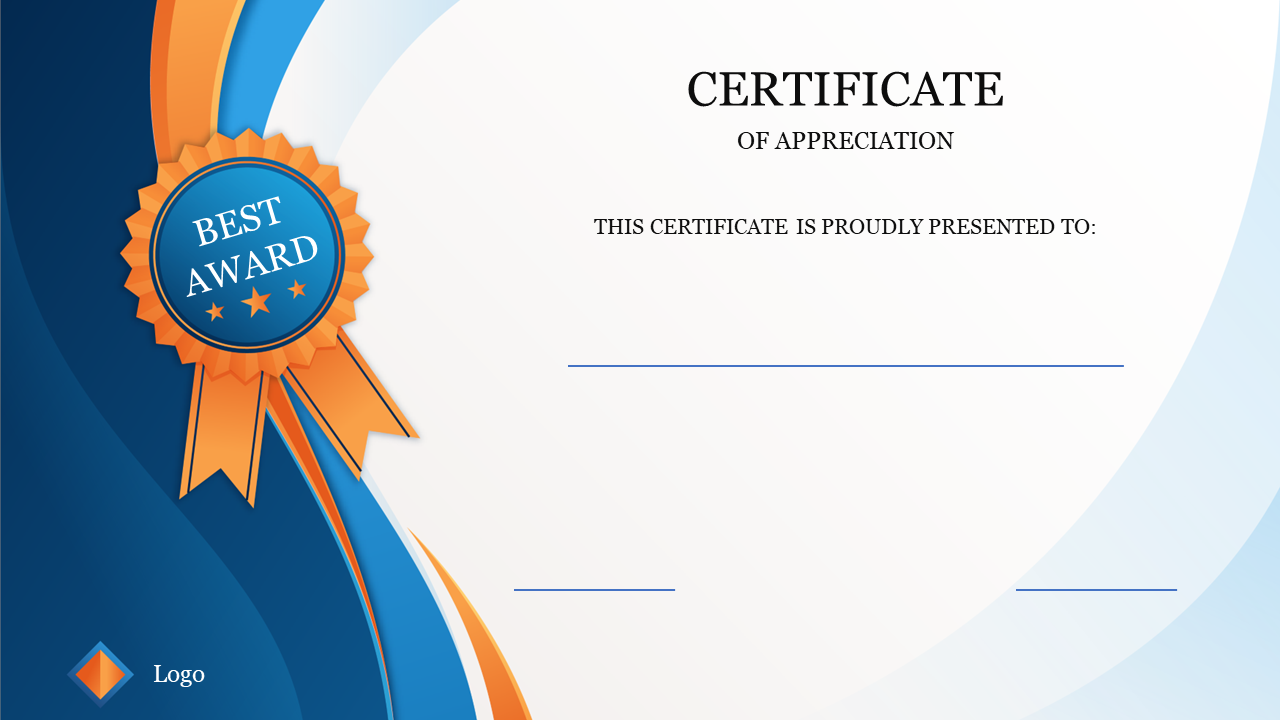 CERTIFICATE
OF APPRECIATION
THIS CERTIFICATE IS PROUDLY PRESENTED TO:
BEST
AWARD
Logo